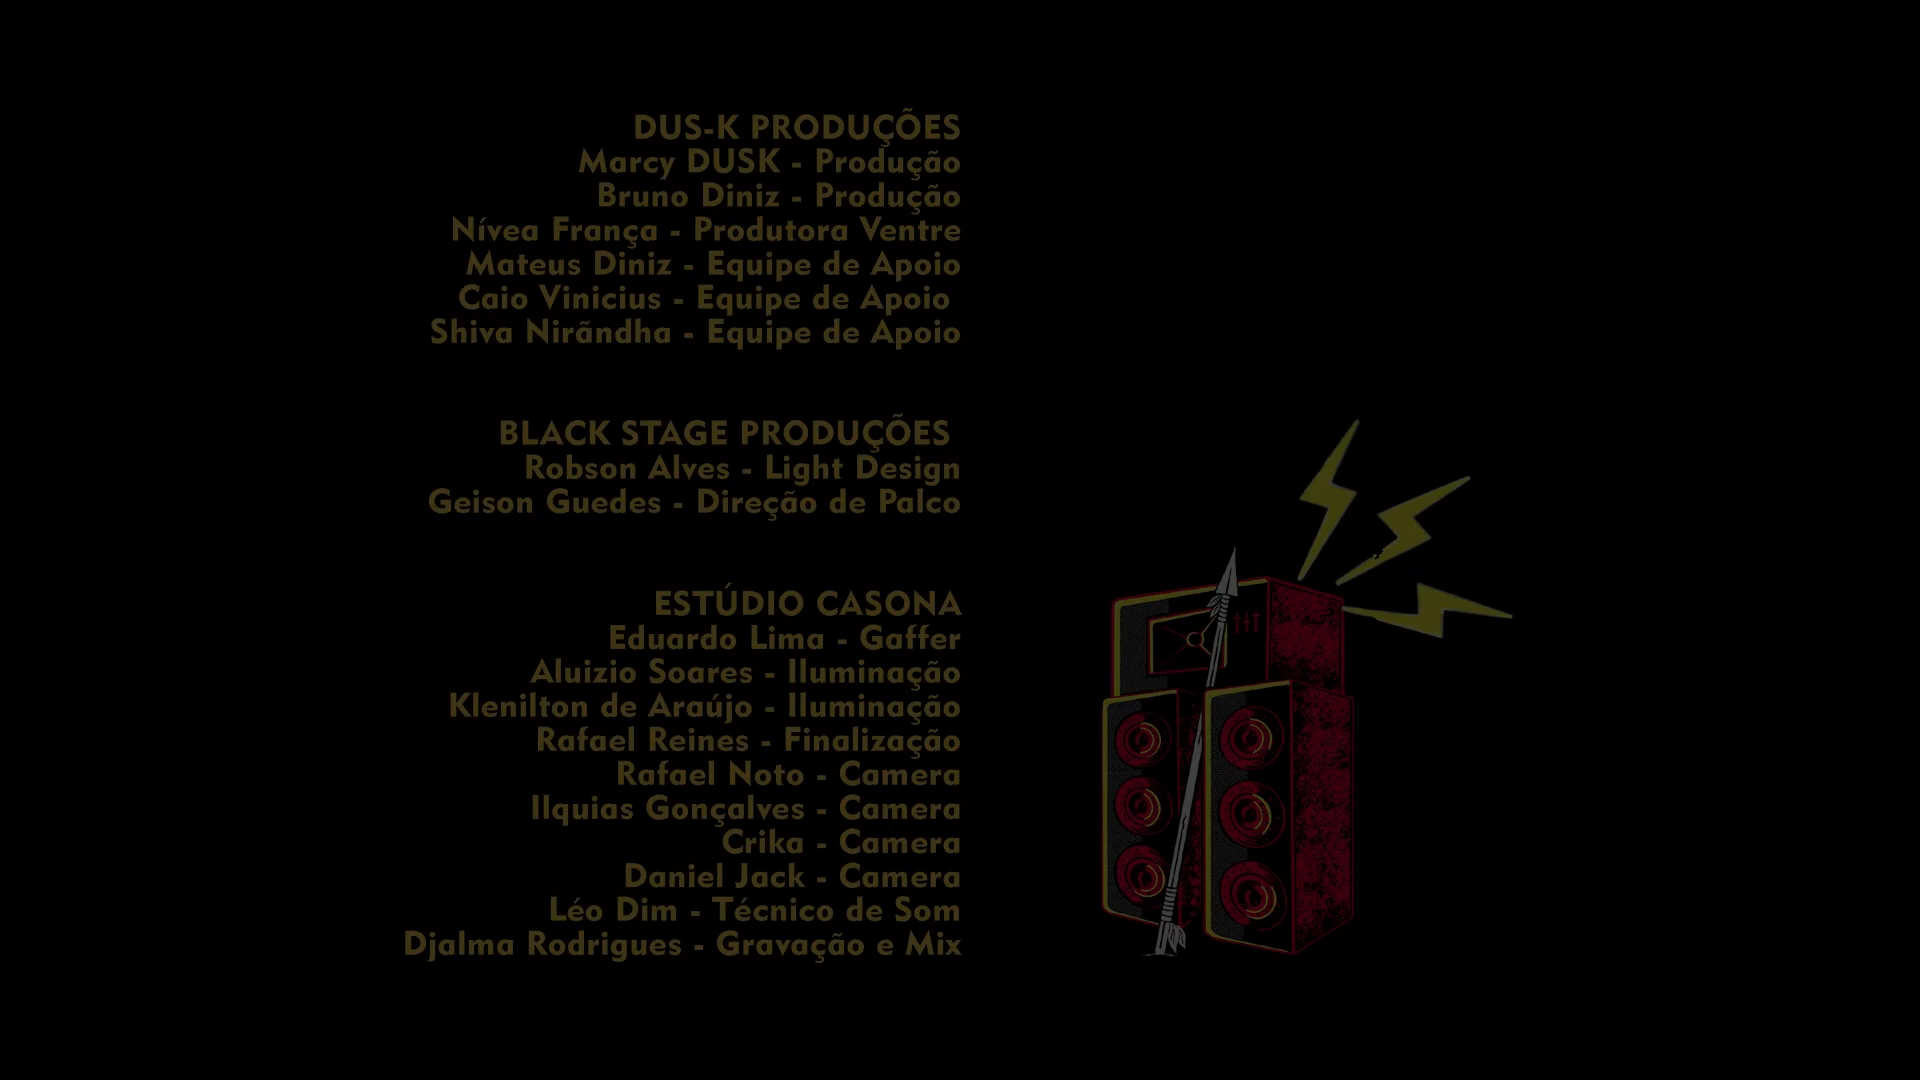 DUS-K PRODUÇÕES
Marcy DUSK - Produção
Bruno Diniz - Produção
Nívea França - Produtora Ventre
Mateus Diniz - Equipe de Apoio
Caio Vinicius - Equipe de Apoio
Shiva Nirãndha - Equipe de Apoio
BLACK STAGE PRODUÇÕES
Robson Alves - Light Design
Geison Guedes - Direção de Palco
ESTÚDIO CASONA
Eduardo Lima - Gaffer
Aluizio Soares - Iluminação
Klenilton de Araújo - Iluminação
Rafael Reines - Finalização
Rafael Noto - Camera
Ilquias Gonçalves - Camera
Crika - Camera
Daniel Jack - Camera
Léo Dim - Técnico de Som
Djalma Rodrigues - Gravação e Mix